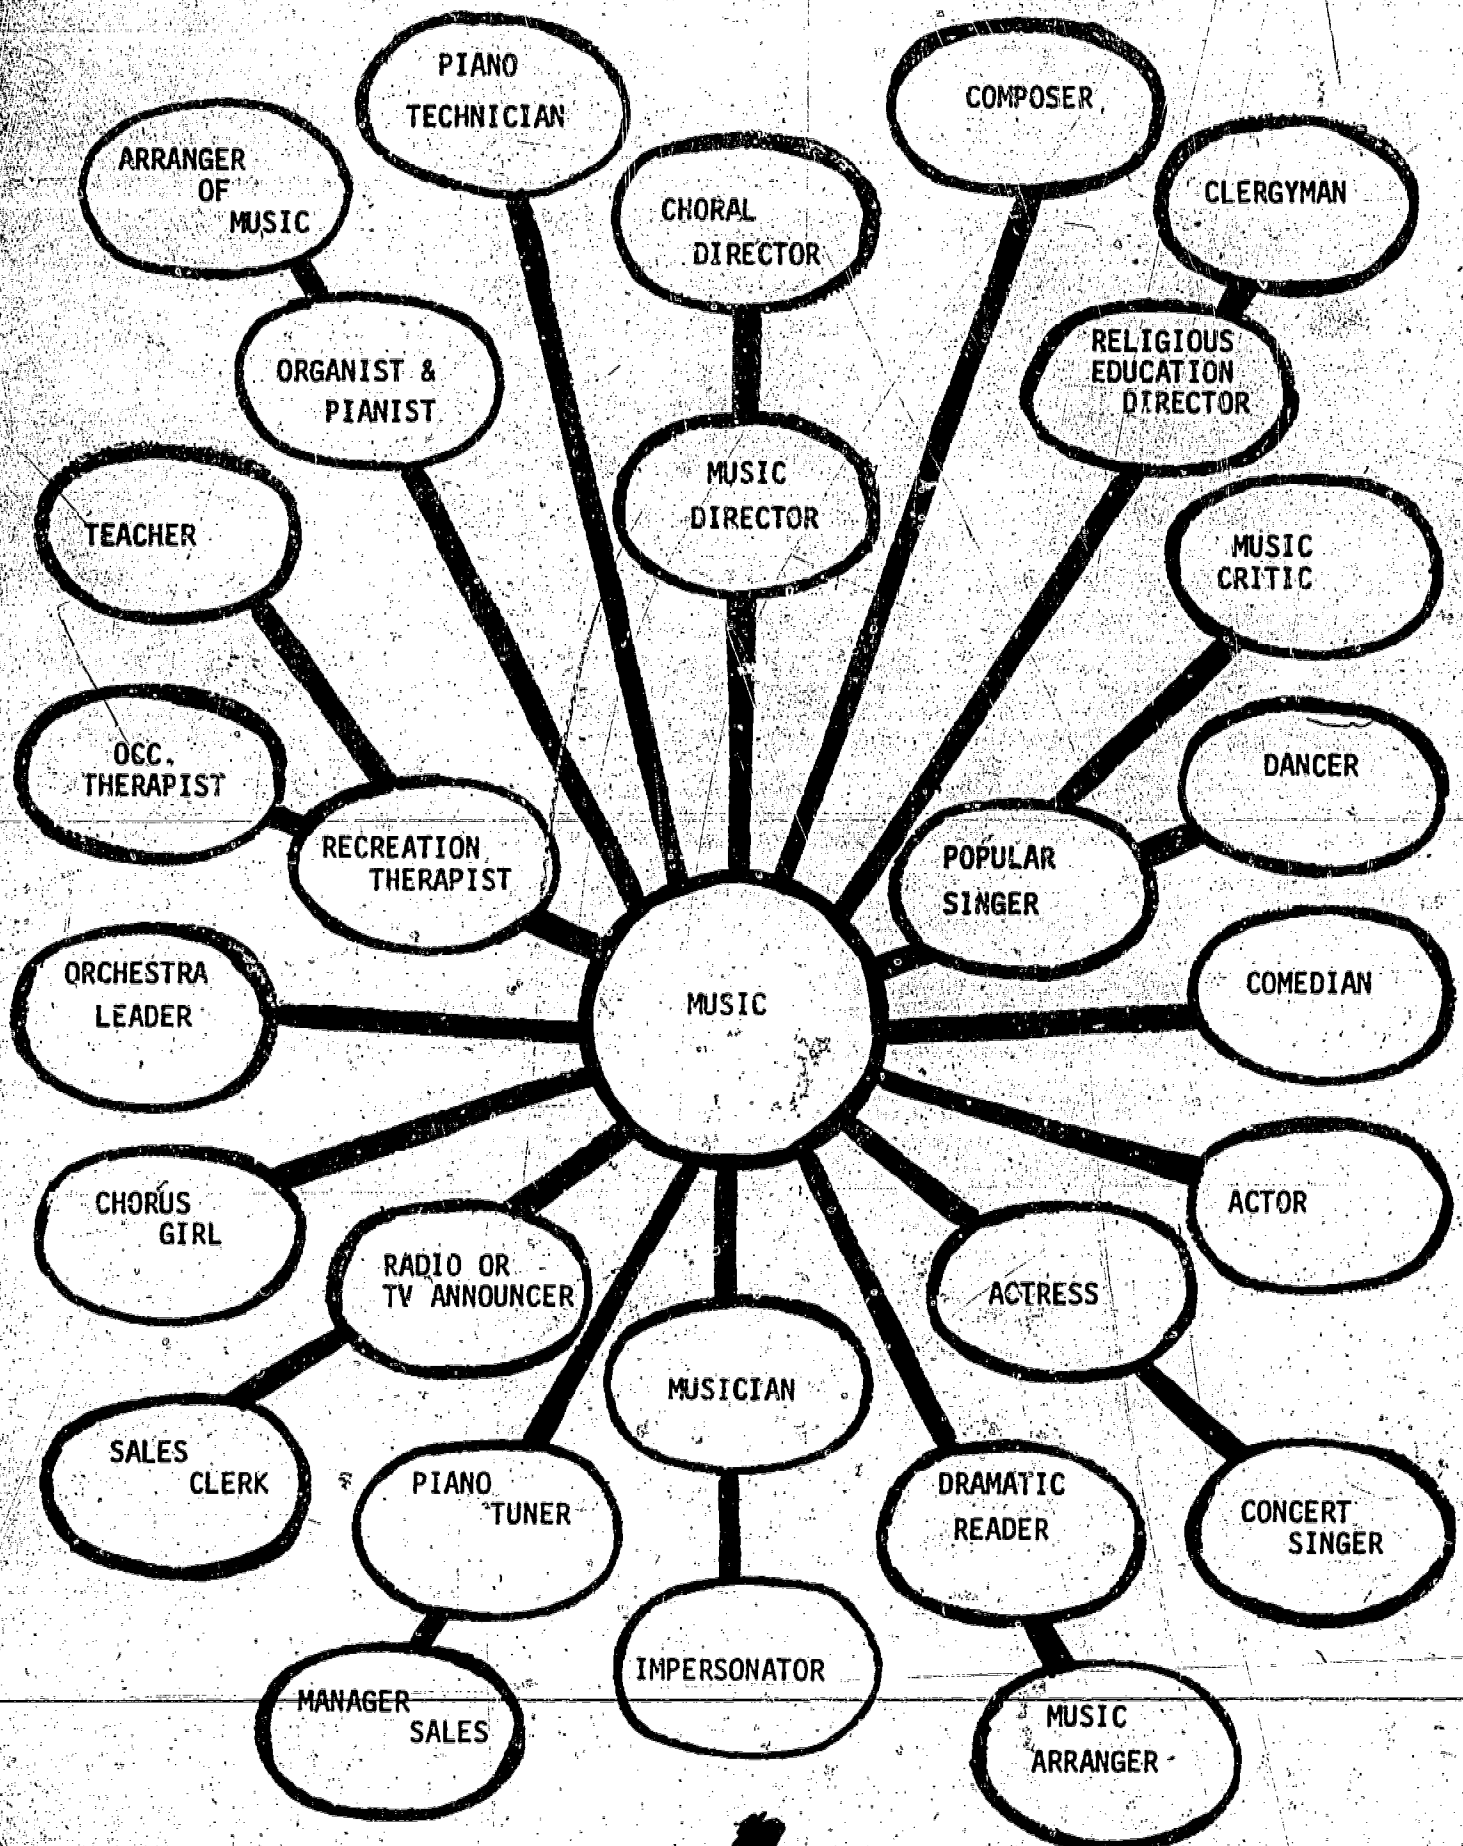 PIANO
TECHNICIAN
COMPOSER
ARRANGER
OF
MUSIC
CHORAL
DIRECTOR
CLERGYMAN
ORGANIST &
PIANIST
RELIGIOUS
EDUCATION
DIRECTOR
TEACHER
MUSIC
DIRECTOR
MUSIC
CRITIC
OCC.
THERAPIST
DANCER
RECREATION
THERAPIST
POPULAR
SINGER
ORCHESTRA
LEADER
MUSIC
COMEDIAN
CHORUS
GIRL
ACTOR
RADIO OR
TV ANNOUNCER
ACTRESS
MUSICIAN
SALES
CLERK
PIANO
TUNER
DRAMATIC
READER
CONCERT
SINGER
IMPERSONATOR
MANAGER
SALES
MUSIC
ARRANGER